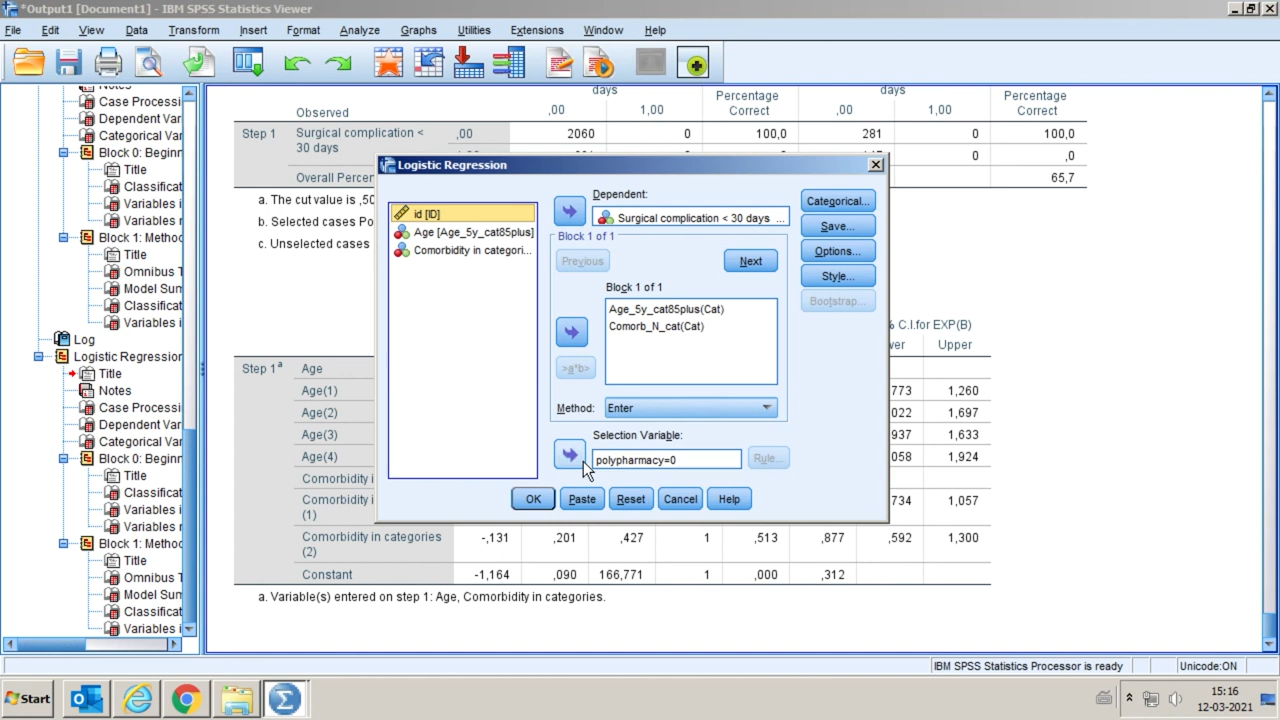 *Output1 [Document1] - IBM SPSS Statistics Viewer
File Edit View Data Transform Insert Format Analyze Graphs Utilities Extensions Window Help
Notes
Case Processi
Dependent Var
Categorical Var
Block 0: Beginn
Title
Classificat
Variables i
Variables r
Block 1: Methoc
Title
Omnibus T
Model Sum
Classificat
Variables i
Log
Logistic Regression
Title
Notes
Case Processi
Dependent Var
Categorical Var
Block 0: Beginn
Title
Classificat
Variables i
Variables r
Block 1: Methoc
Title
Omnibus T
Model Sum
Classificat
Variables i
days days
Observed ,00 1,00 Percentage Correct ,00 1,00 Percentage Correct
Step 1 Surgical complication < 30 days ,00 2060 0 100,0 281 0 100,0
0 ,0
Overall Percen 65,7
a. The cut value is ,50
b. Selected cases Po
c. Unselected cases
C.I.for EXP(B)
Upper
Step 1a Age
Age(1) 773 1,260
Age(2) 022 1,697
Age(3) 937 1,633
Age(4) 058 1,924
Comorbidity i
Comorbidity i (1) 734 1,057
Comorbidity in categories (2) -,131 ,201 ,427 1 ,513 ,877 ,592 1,300
Constant -1,164 ,090 166,771 1 ,000 ,312
a. Variable(s) entered on step 1: Age, Comorbidity in categories.
Logistic Regression
id [ID]
Age [Age_5y_cat85plus]
Comorbidity in categori...
Dependent:
Surgical complication < 30 days ...
Block 1 of 1
Previous Next
Block 1 of 1
Age_5y_cat85plus(Cat)
Comorb_N_cat(Cat)
>a*b>
Method: Enter
Selection Variable:
polypharmacy=0 Rule...
OK Paste Reset Cancel Help
Categorical...
Save...
Options...
Style...
Bootstrap...
IBM SPSS Statistics Processor is ready Unicode:ON
Start
15:16
12-03-2021